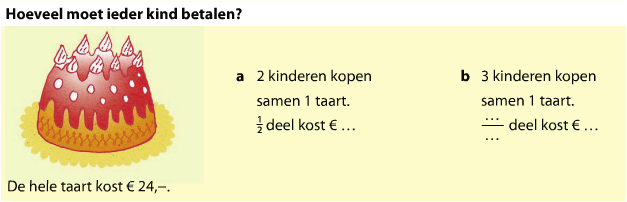 Hoeveel moet ieder kind betalen?
De hele taart kost € 24,–.
a 2 kinderen kopen
samen 1 taart.
½ deel kost € ...
b 3 kinderen kopen
samen 1 taart.
.../... deel kost € ...